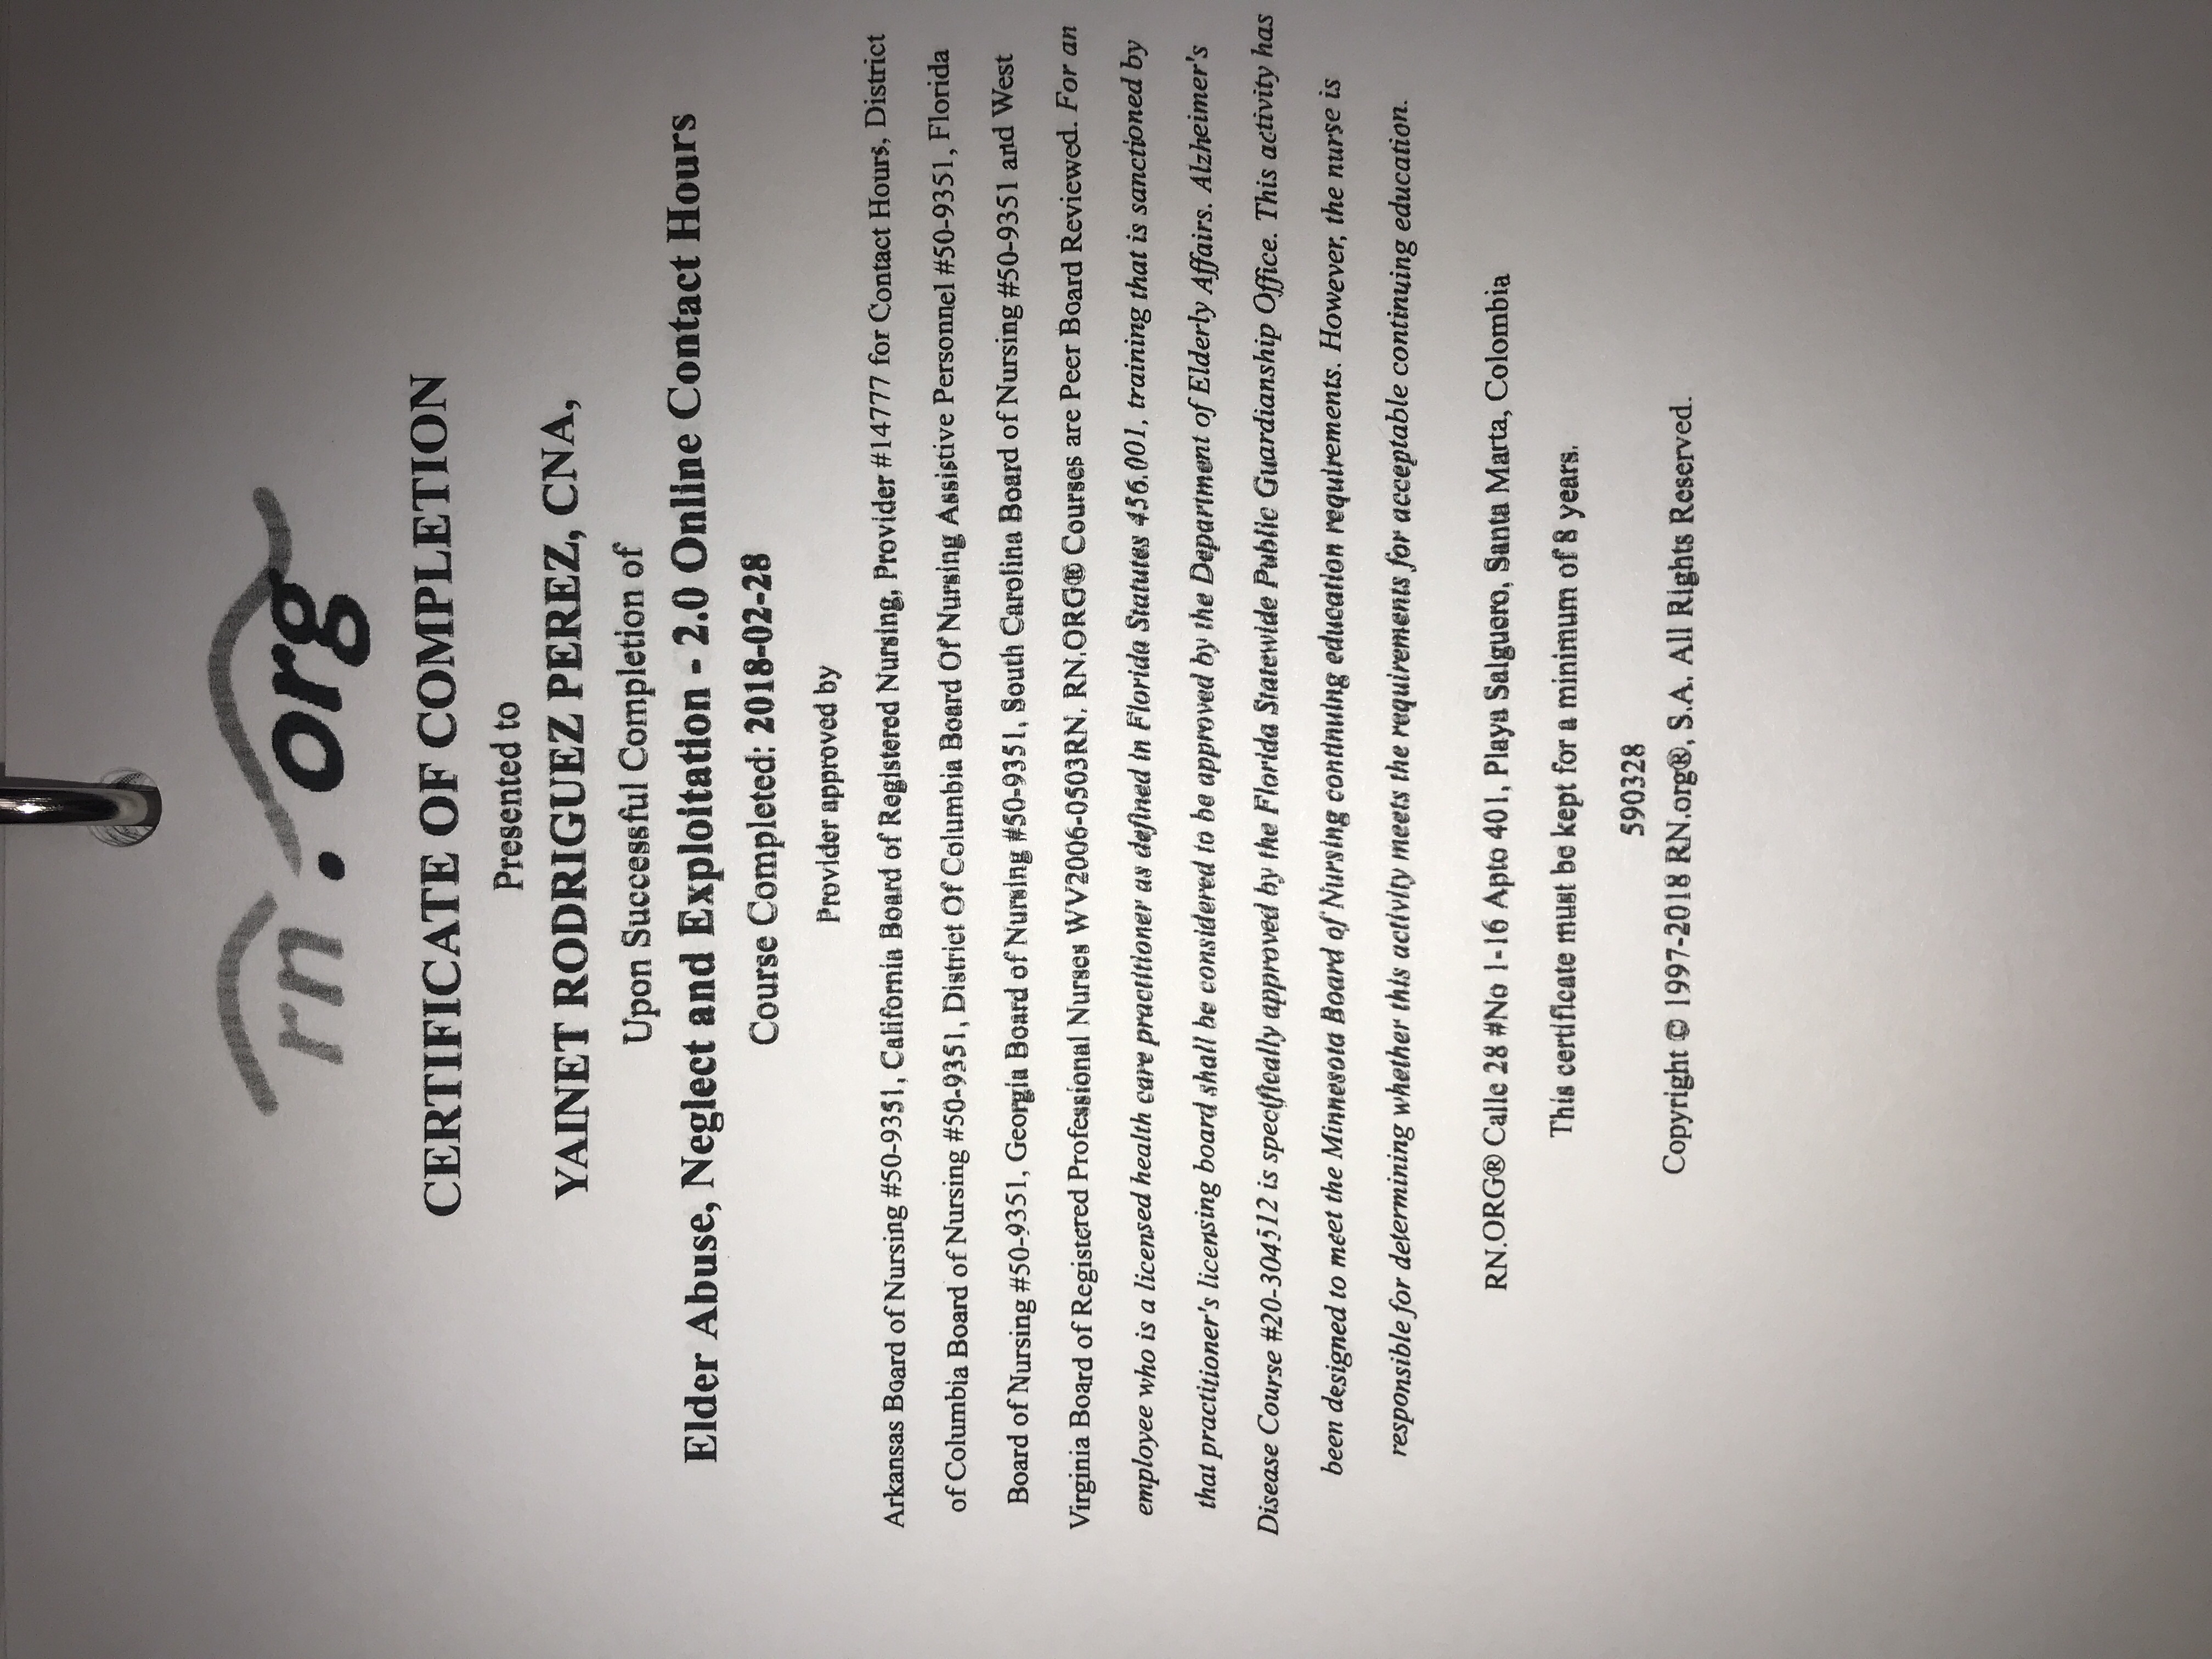 rn.org
CERTIFICATE OF COMPLETION
Presented to
YAINET RODRIGUEZ PEREZ, CNA,
Upon Successful Completion of
Elder Abuse, Neglect and Exploitation - 2.0 Online Contact Hours
Course Completed: 2018-02-28
Provider approved by
Arkansas Board of Nursing #50-9351, California Board of Registered Nursing, Provider #14777 for Contact Hours, District
of Columbia Board of Nursing #50-9351, District Of Columbia Board Of Nursing Assistive Personnel #50-9351, Florida
Board of Nursing #50-9351, Georgia Board of Nursing #50-9351, South Carolina Board of Nursing #50-9351 and West
Virginia Board of Registered Professional Nurses WV2006-0503RN. RN.ORG® Courses are Peer Board Reviewed. For an
employee who is a licensed health care practitioner as defined in Florida Statutes 456.001, training that is sanctioned by
that practitioner's licensing board shall be considered to be approved by the Department of Elderly Affairs. Alzheimer's
Disease Course #20-304512 is specifically approved by the Florida Statewide Public Guardianship Office. This activity has
been designed to meet the Minnesota Board of Nursing continuing education requirements. However, the nurse is
responsible for determining whether this activity meets the requirements for acceptable continuing education.
RN.ORG® Calle 28 #No 1-16 Apto 401, Playa Salguero, Santa Marta, Colombia
This certificate must be kept for a minimum of 8 years.
590328
Copyright © 1997-2018 RN.org®, S.A. All Rights Reserved.